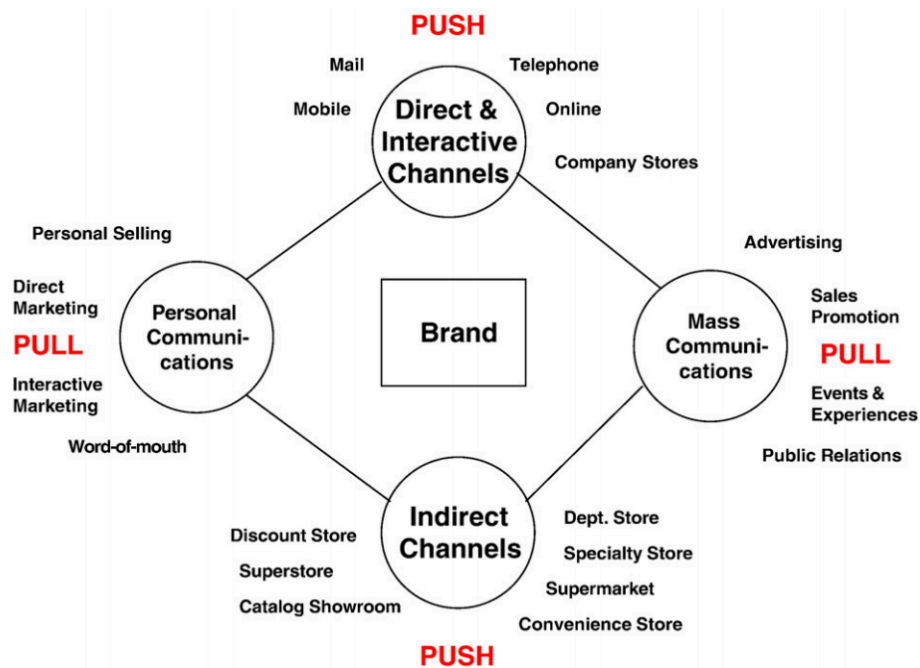 PUSH
Mail
Telephone
Mobile
Direct &
Interactive
Channels
Online
Company Stores
Personal Selling
Advertising
Direct
Marketing
PULL
Interactive
Marketing
Word-of-mouth
Personal
Communi-
cations
Brand
Mass
Communi-
cations
Sales
Promotion
PULL
Events &
Experiences
Public Relations
Indirect
Channels
Discount Store
Superstore
Catalog Showroom
Dept. Store
Specialty Store
Supermarket
Convenience Store
PUSH